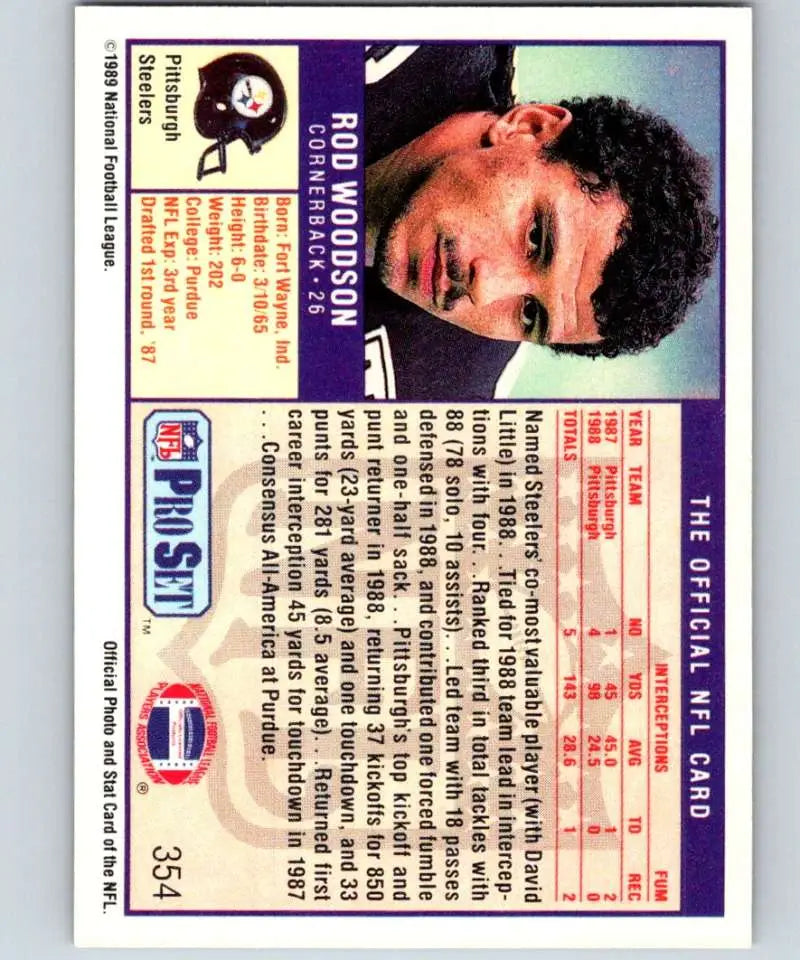 THE OFFICIAL NFL CARD
ROD WOODSON
CORNERBACK • 26
Pittsburgh
Steelers
Born: Fort Wayne, Ind.
Birthdate: 3/10/65
Height: 6-0
Weight: 202
College: Purdue
NFL Exp: 3rd year
Drafted 1st round, '87
INTERCEPTIONS FUM
YEAR TEAM NO YDS AVG TD REC
1987 Pittsburgh 1 45 45.0 1 2
1988 Pittsburgh 4 98 24.5 0 0
TOTALS 5 143 28.6 1 2
Named Steelers' co-most valuable player (with David
Little) in 1988. . .Tied for 1988 team lead in intercep-
tions with four. . .Ranked third in total tackles with
88 (78 solo, 10 assists). . .Led team with 18 passes
defensed in 1988, and contributed one forced fumble
and one-half sack. . .Pittsburgh's top kickoff and
punt returner in 1988, returning 37 kickoffs for 850
yards (23-yard average) and one touchdown, and 33
punts for 281 yards (8.5 average). . .Returned first
career interception 45 yards for touchdown in 1987
. . .Consensus All-America at Purdue.
NFL PRO SET ™
NATIONAL FOOTBALL LEAGUE
PLAYERS ASSOCIATION ®
354
© 1989 National Football League.
Official Photo and Stat Card of the NFL.